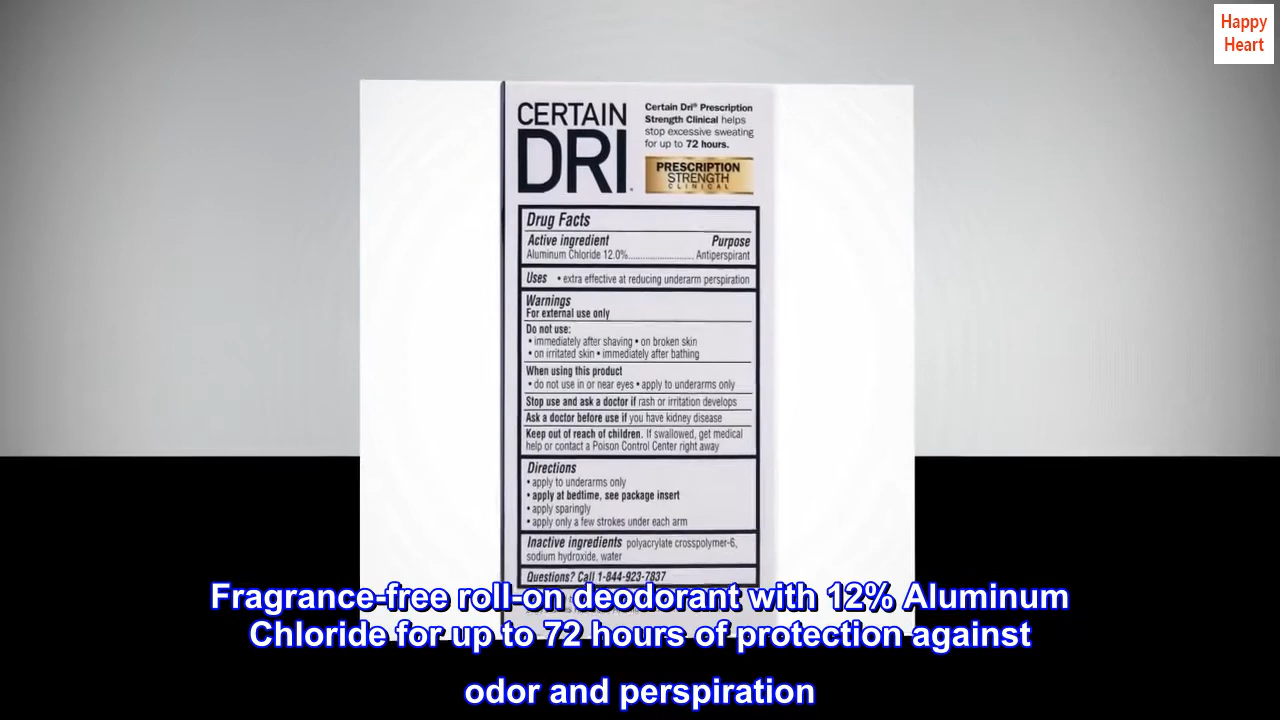 Happy
Heart
CERTAIN
DRI
Certain Dri® Prescription
Strength Clinical helps
stop excessive sweating
for up to 72 hours.
PRESCRIPTION
STRENGTH
CLINICAL
Drug Facts
Active ingredient Purpose
Aluminum Chloride 12.0%........................ Antiperspirant
Uses • extra effective at reducing underarm perspiration
Warnings
For external use only
Do not use:
• immediately after shaving • on broken skin
• on irritated skin • immediately after bathing
When using this product
• do not use in or near eyes • apply to underarms only
Stop use and ask a doctor if rash or irritation develops
Ask a doctor before use if you have kidney disease
Keep out of reach of children. If swallowed, get medical
help or contact a Poison Control Center right away
Directions
• apply to underarms only
• apply at bedtime, see package insert
• apply sparingly
• apply only a few strokes under each arm
Inactive ingredients polyacrylate crosspolymer-6,
sodium hydroxide, water
Questions? Call 1-844-923-7837
Fragrance-free roll-on deodorant with 12% Aluminum
Chloride for up to 72 hours of protection against
odor and perspiration